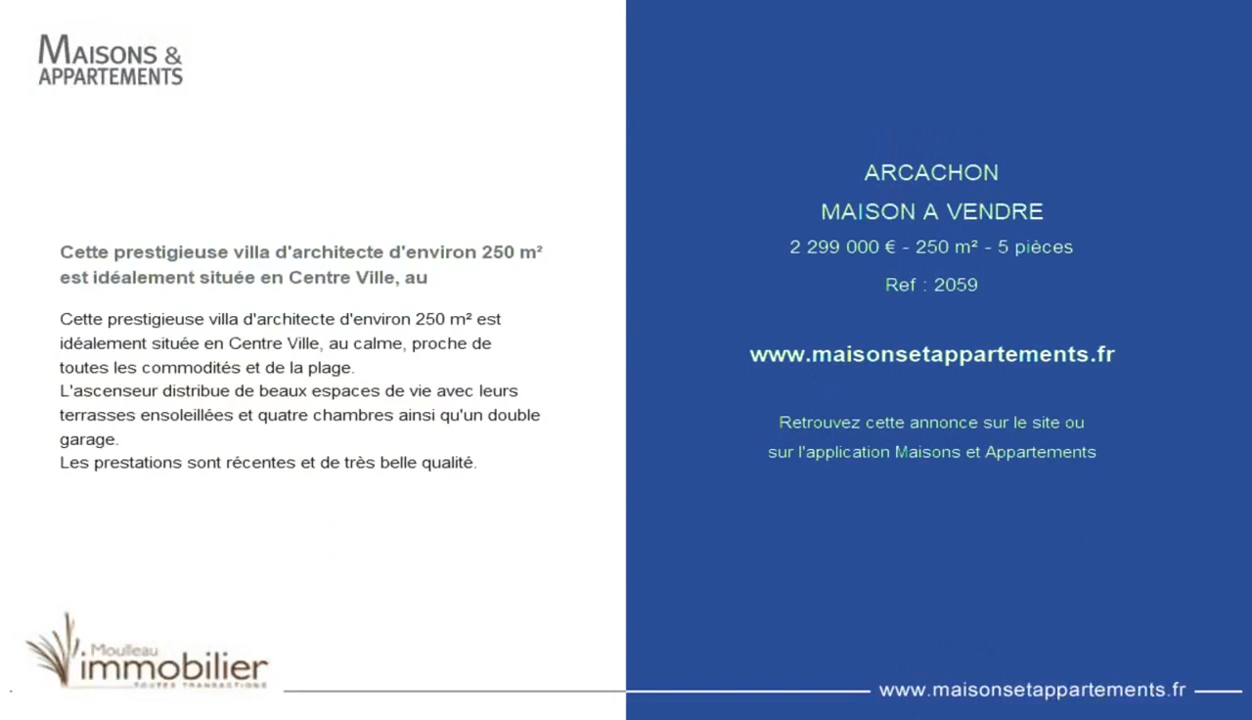 MAISONS &
APPARTEMENTS
Cette prestigieuse villa d'architecte d'environ 250 m²
est idéalement située en Centre Ville, au
Cette prestigieuse villa d'architecte d'environ 250 m² est
idéalement située en Centre Ville, au calme, proche de
toutes les commodités et de la plage.
L'ascenseur distribue de beaux espaces de vie avec leurs
terrasses ensoleillées et quatre chambres ainsi qu'un double
garage.
Les prestations sont récentes et de très belle qualité.
Moulleau
immobilier
TOUTES TRANSACTIONS
ARCACHON
MAISON A VENDRE
2 299 000 € - 250 m² - 5 pièces
Ref : 2059
www.maisonsetappartements.fr
Retrouvez cette annonce sur le site ou
sur l'application Maisons et Appartements
www.maisonsetappartements.fr